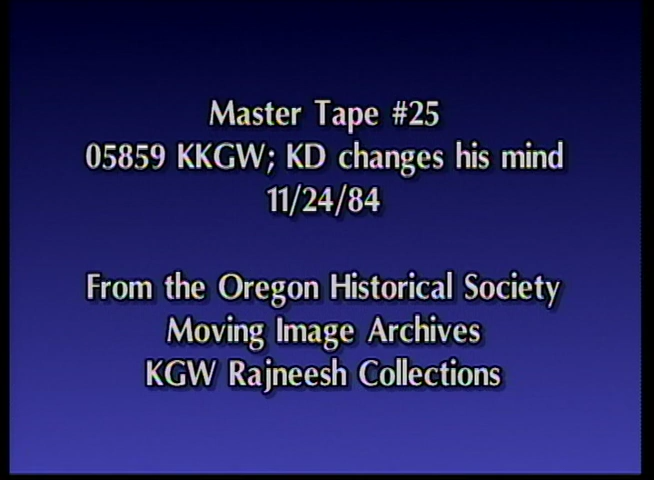 Master Tape #25
05859 KKGW; KD changes his mind
11/24/84
From the Oregon Historical Society
Moving Image Archives
KGW Rajneesh Collections